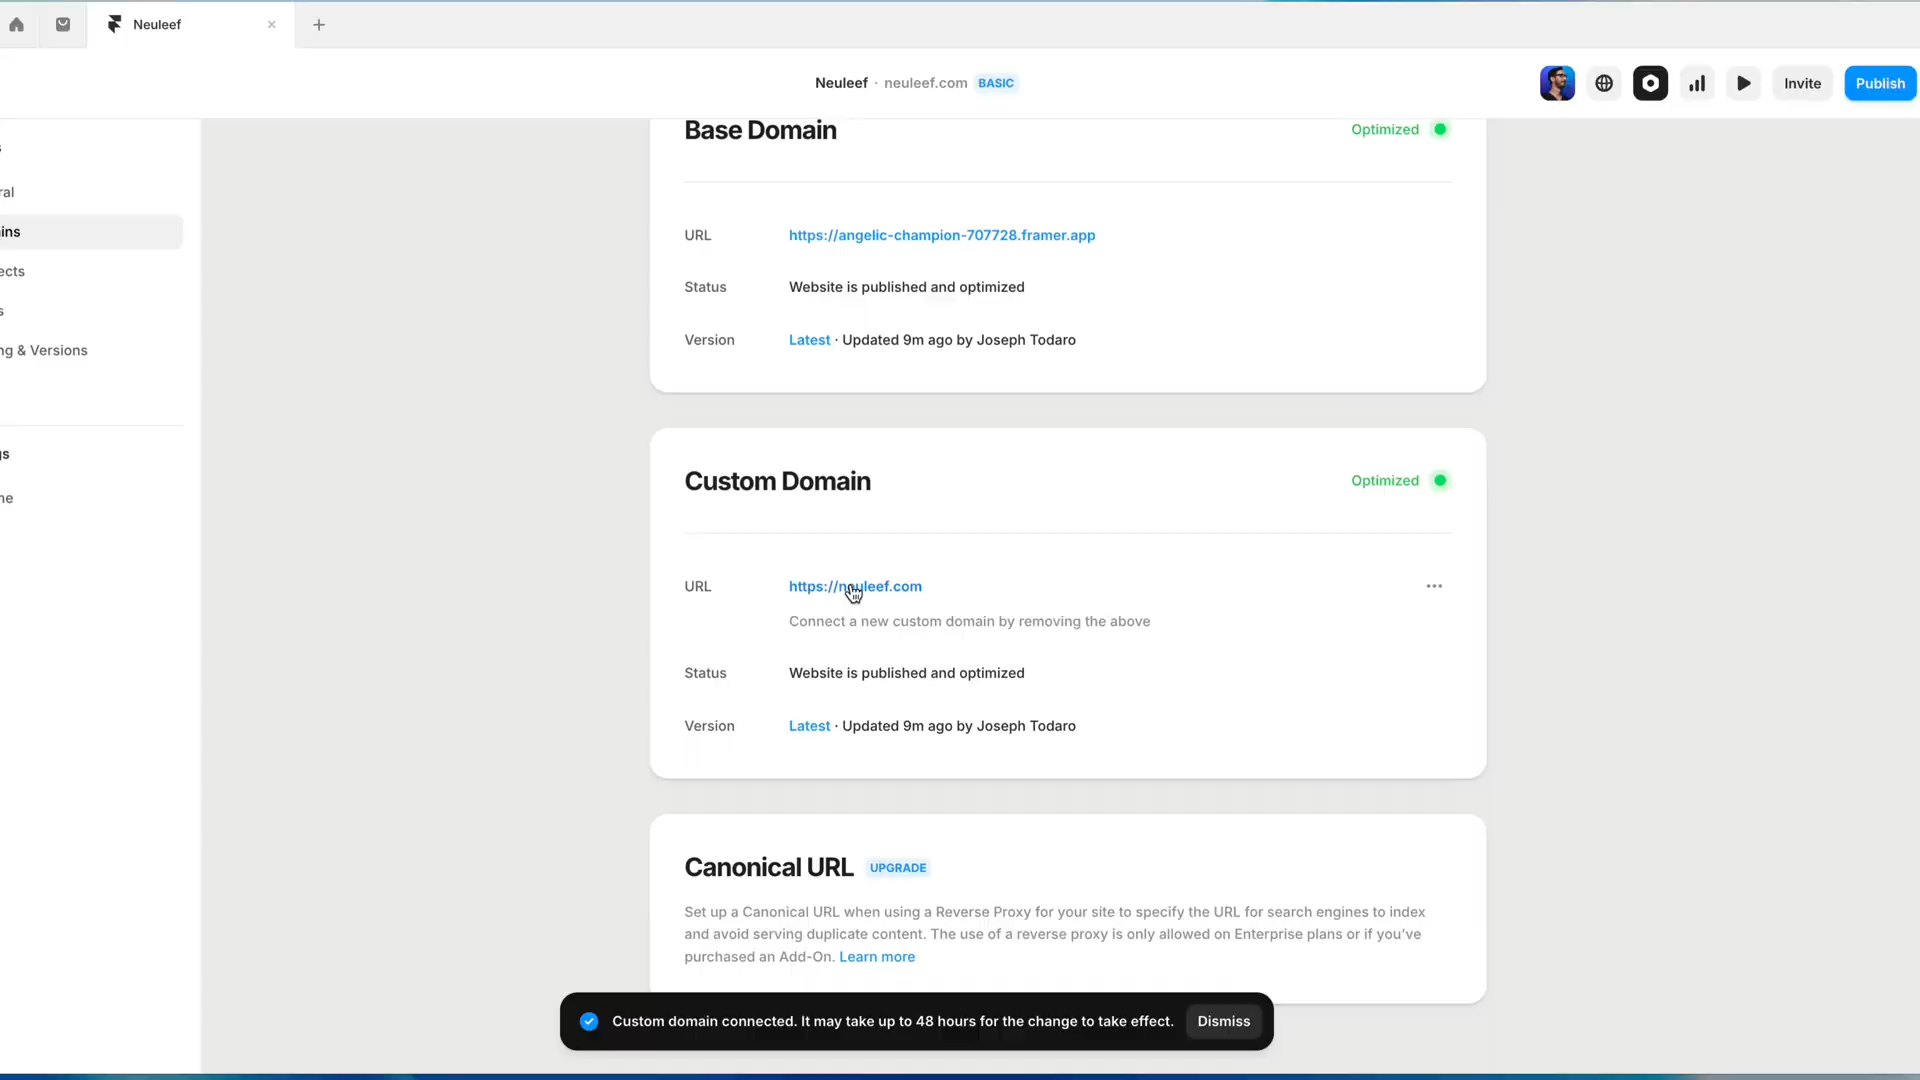 Neuleef
Neuleef · neuleef.com BASIC
Invite
Publish
s
ral
ins
ects
s
ng & Versions
gs
ne
Base Domain
Optimized
URL
https://angelic-champion-707728.framer.app
Status
Website is published and optimized
Version
Latest · Updated 9m ago by Joseph Todaro
Custom Domain
Optimized
URL
https://neuleef.com
Connect a new custom domain by removing the above
Status
Website is published and optimized
Version
Latest · Updated 9m ago by Joseph Todaro
Canonical URL UPGRADE
Set up a Canonical URL when using a Reverse Proxy for your site to specify the URL for search engines to index
and avoid serving duplicate content. The use of a reverse proxy is only allowed on Enterprise plans or if you've
purchased an Add-On. Learn more
Custom domain connected. It may take up to 48 hours for the change to take effect.
Dismiss